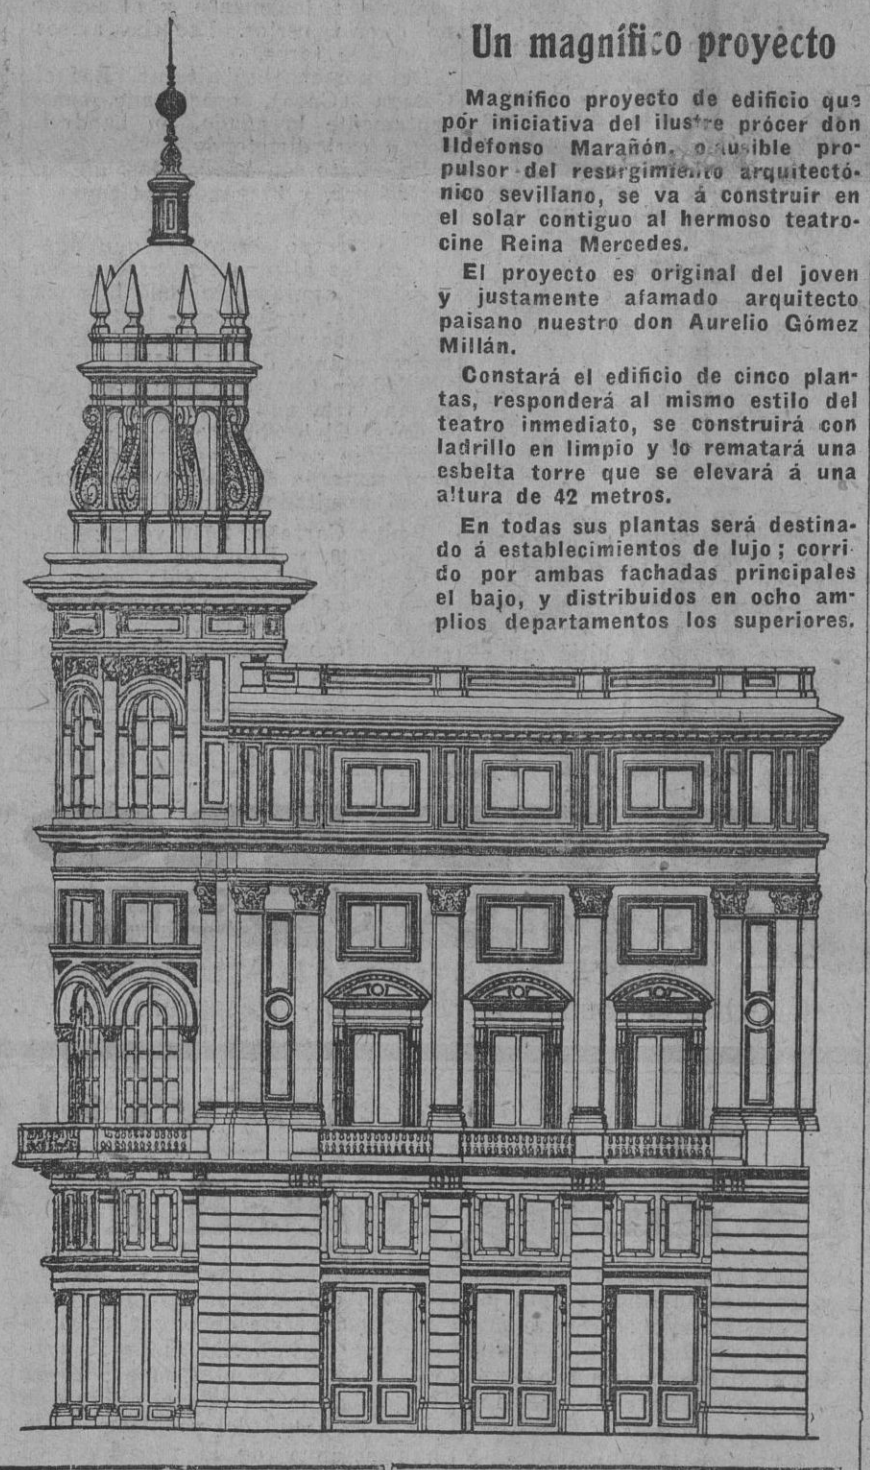 Un magnífico proyecto
Magnífico proyecto de edificio que
por iniciativa del ilustre prócer don
Ildefonso Marañón, pro-
pulsor del resurgimiento arquitectó-
nico sevillano, se va á construir en
el solar contiguo al hermoso teatro-
cine Reina Mercedes.
El proyecto es original del joven
y justamente afamado arquitecto
paisano nuestro don Aurelio Gómez
Millán.
Constará el edificio de cinco plan-
tas, responderá al mismo estilo del
teatro inmediato, se construirá con
ladrillo en limpio y lo rematará una
esbelta torre que se elevará á una
altura de 42 metros.
En todas sus plantas será destina-
do á establecimientos de lujo; corri-
do por ambas fachadas principales
el bajo, y distribuidos en ocho am-
plios departamentos los superiores.